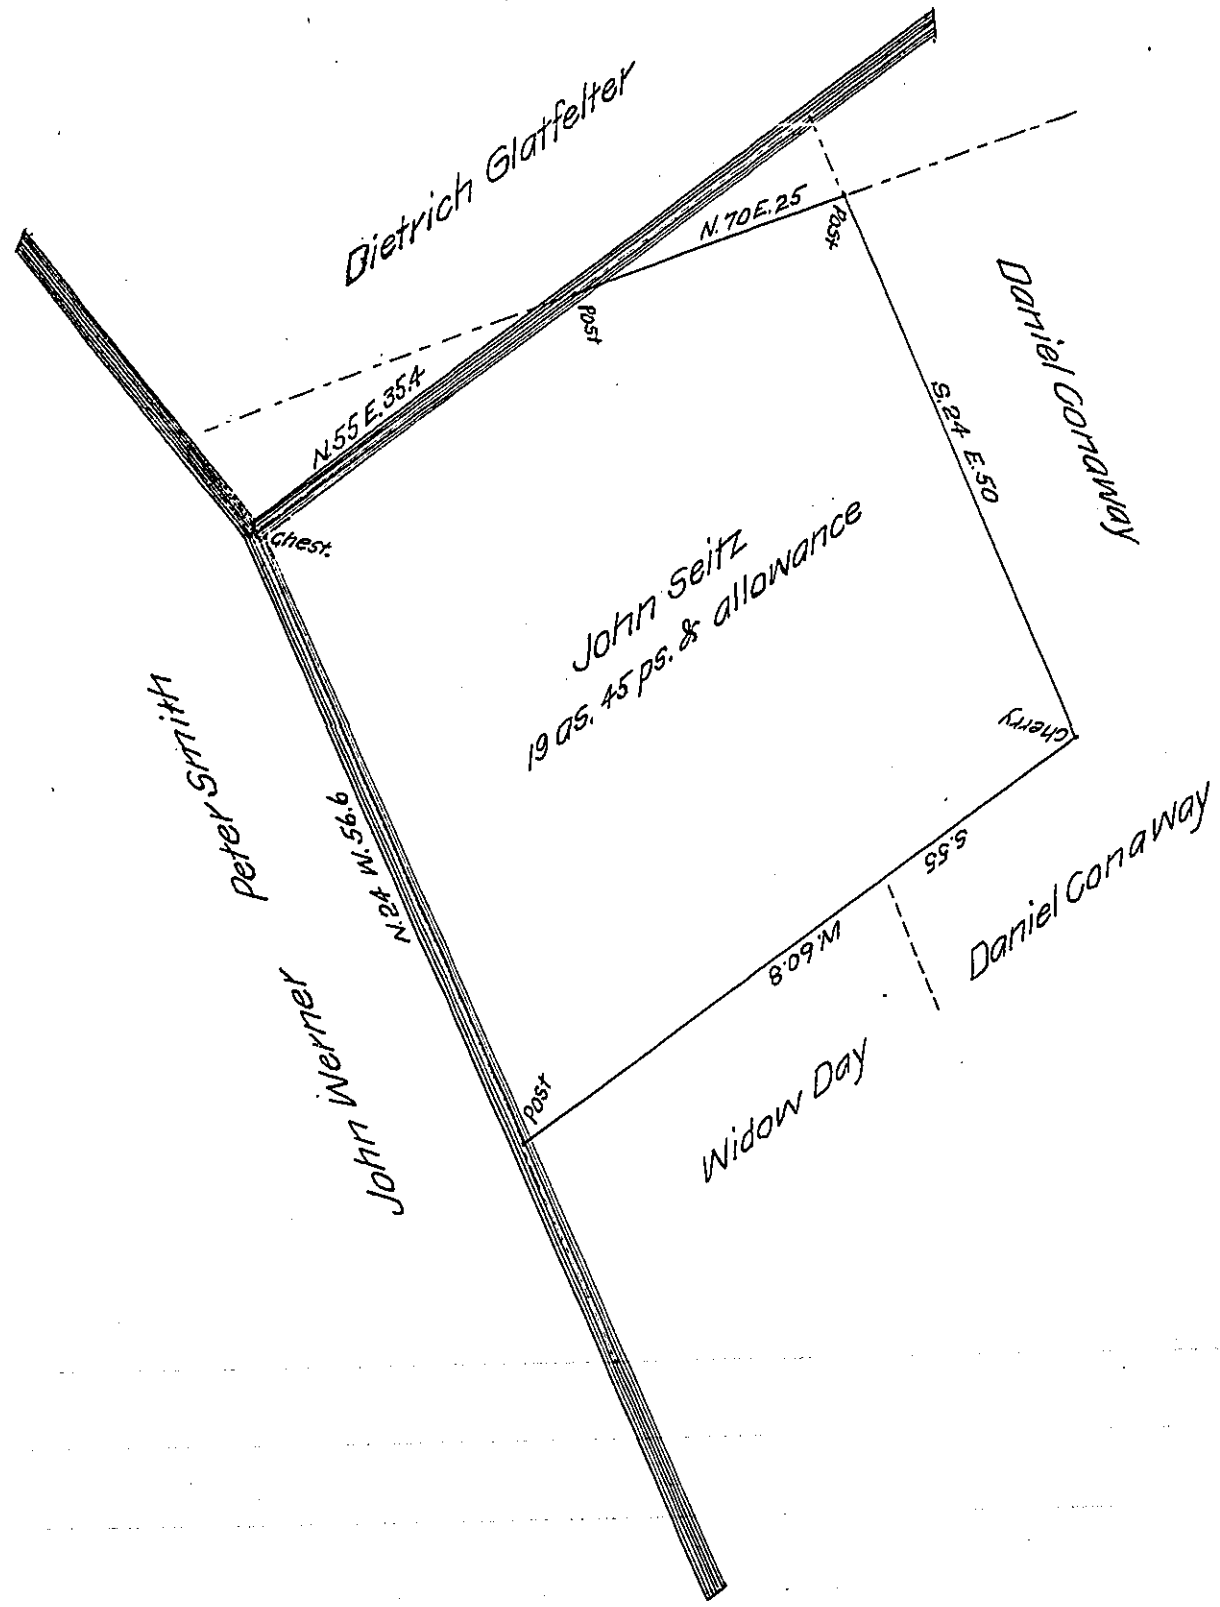 Dietrich Glatfelter
N.70E.25
Post
Post
N.55 E.35.4
Chest.
Daniel Conaway
S.24 E.50
John Seitz
19 as. 45 ps. & allowance
Cherry
Peter Smith
N.24 W.56.6
S.55
W.60.8
Daniel Conaway
John Werner
Post
Widow Day